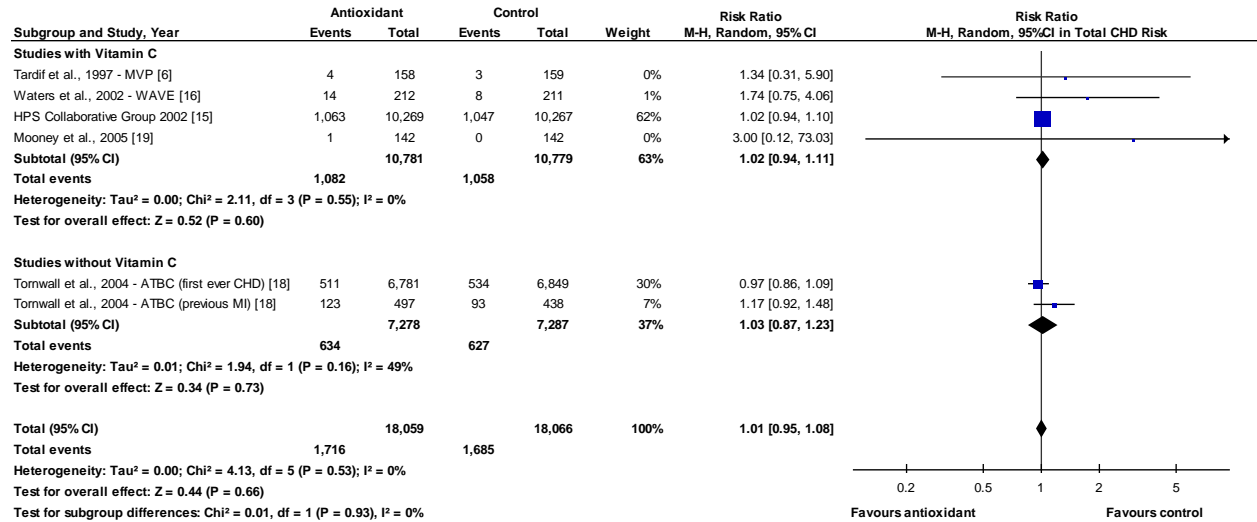 Antioxidant Control Risk Ratio Risk Ratio
Subgroup and Study, Year Events Total Events Total Weight M-H, Random, 95% CI M-H, Random, 95%CI in Total CHD Risk
Studies with Vitamin C
Tardif et al., 1997 - MVP [6] 4 158 3 159 0% 1.34 [0.31, 5.90]
Waters et al., 2002 - WAVE [16] 14 212 8 211 1% 1.74 [0.75, 4.06]
HPS Collaborative Group 2002 [15] 1,063 10,269 1,047 10,267 62% 1.02 [0.94, 1.10]
Mooney et al., 2005 [19] 1 142 0 142 0% 3.00 [0.12, 73.03]
Subtotal (95% CI) 10,781 10,779 63% 1.02 [0.94, 1.11]
Total events 1,082 1,058
Heterogeneity: Tau² = 0.00; Chi² = 2.11, df = 3 (P = 0.55); I² = 0%
Test for overall effect: Z = 0.52 (P = 0.60)
Studies without Vitamin C
Tornwall et al., 2004 - ATBC (first ever CHD) [18] 511 6,781 534 6,849 30% 0.97 [0.86, 1.09]
Tornwall et al., 2004 - ATBC (previous MI) [18] 123 497 93 438 7% 1.17 [0.92, 1.48]
Subtotal (95% CI) 7,278 7,287 37% 1.03 [0.87, 1.23]
Total events 634 627
Heterogeneity: Tau² = 0.01; Chi² = 1.94, df = 1 (P = 0.16); I² = 49%
Test for overall effect: Z = 0.34 (P = 0.73)
Total (95% CI) 18,059 18,066 100% 1.01 [0.95, 1.08]
Total events 1,716 1,685
Heterogeneity: Tau² = 0.00; Chi² = 4.13, df = 5 (P = 0.53); I² = 0%
Test for overall effect: Z = 0.44 (P = 0.66)
Test for subgroup differences: Chi² = 0.01, df = 1 (P = 0.93), I² = 0%
0.2 0.5 1 2 5
Favours antioxidant Favours control